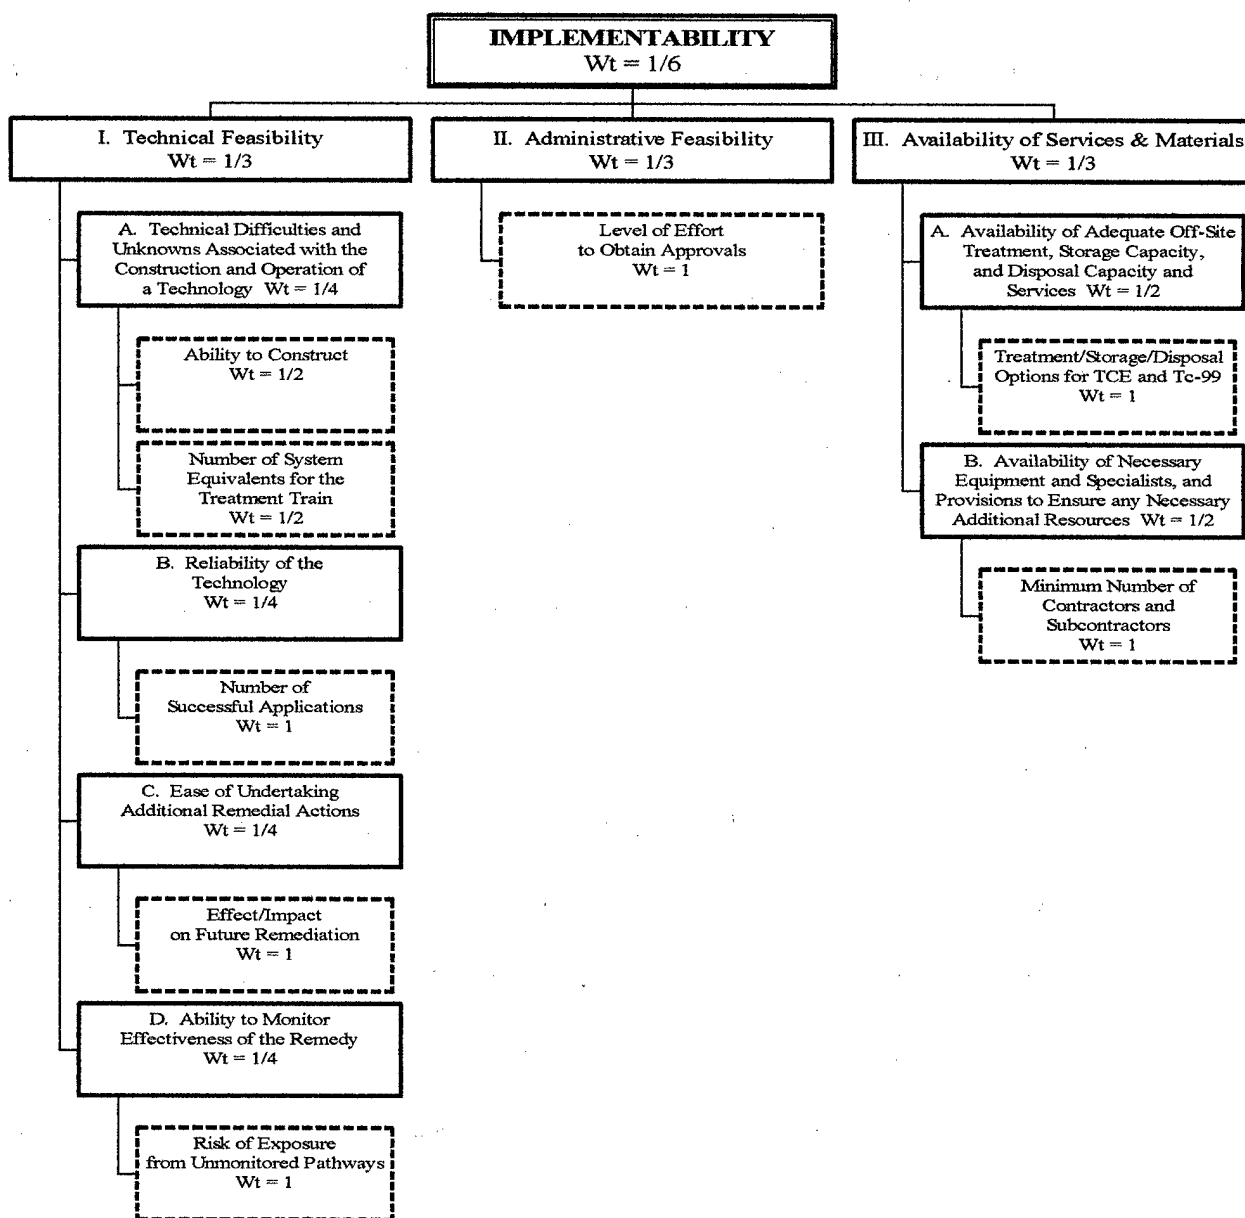 IMPLEMENTABILITY
Wt = 1/6
I. Technical Feasibility
Wt = 1/3
A. Technical Difficulties and
Unknowns Associated with the
Construction and Operation of
a Technology Wt = 1/4
Ability to Construct
Wt = 1/2
Number of System
Equivalents for the
Treatment Train
Wt = 1/2
B. Reliability of the
Technology
Wt = 1/4
Number of
Successful Applications
Wt = 1
C. Ease of Undertaking
Additional Remedial Actions
Wt = 1/4
Effect/Impact
on Future Remediation
Wt = 1
D. Ability to Monitor
Effectiveness of the Remedy
Wt = 1/4
Risk of Exposure
from Unmonitored Pathways
Wt = 1
II. Administrative Feasibility
Wt = 1/3
Level of Effort
to Obtain Approvals
Wt = 1
III. Availability of Services & Materials
Wt = 1/3
A. Availability of Adequate Off-Site
Treatment, Storage Capacity,
and Disposal Capacity and
Services Wt = 1/2
Treatment/Storage/Disposal
Options for TCE and Tc-99
Wt = 1
B. Availability of Necessary
Equipment and Specialists, and
Provisions to Ensure any Necessary
Additional Resources Wt = 1/2
Minimum Number of
Contractors and
Subcontractors
Wt = 1